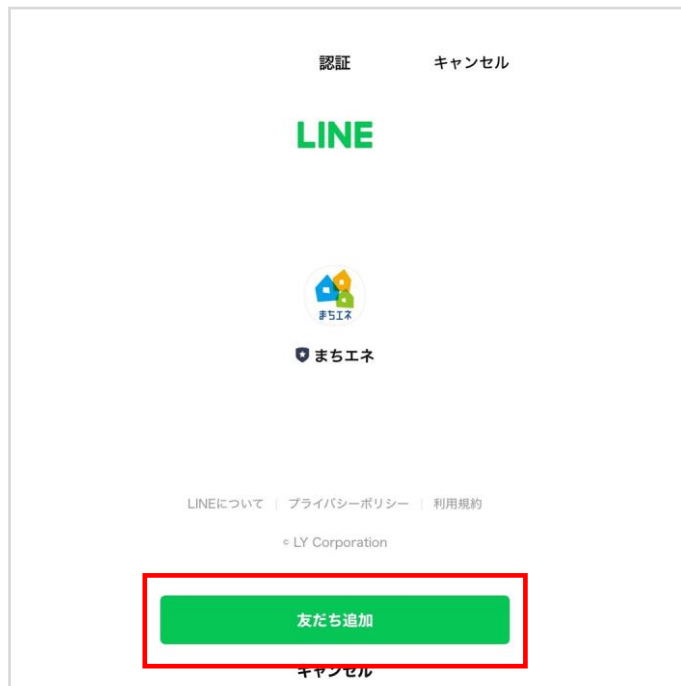 認証 キャンセル
LINE
まちエネ
まちエネ
LINEについて | プライバシーポリシー | 利用規約
© LY Corporation
友だち追加
キャンセル